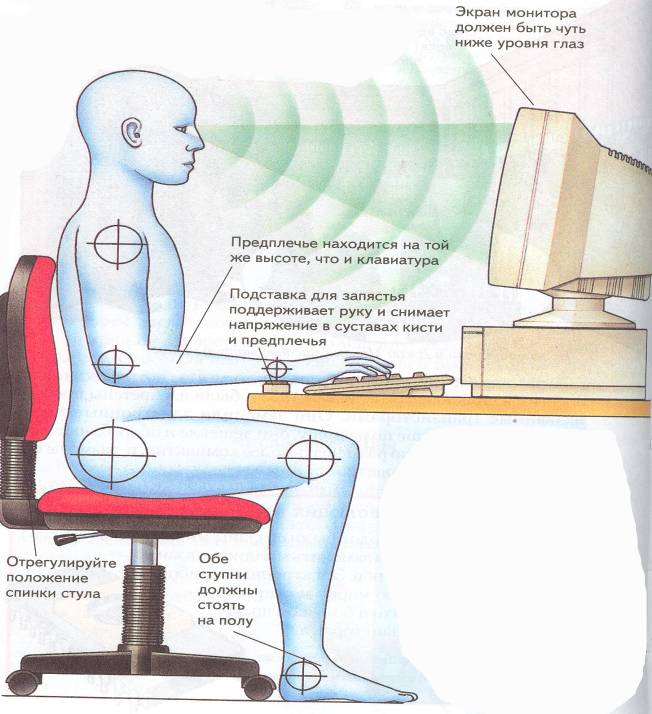 Экран монитора
должен быть чуть
ниже уровня глаз
Предплечье находится на той
же высоте, что и клавиатура
Подставка для запястья
поддерживает руку и снимает
напряжение в суставах кисти
и предплечья
Отрегулируйте
положение
спинки стула
Обе
ступни
должны
стоять
на полу